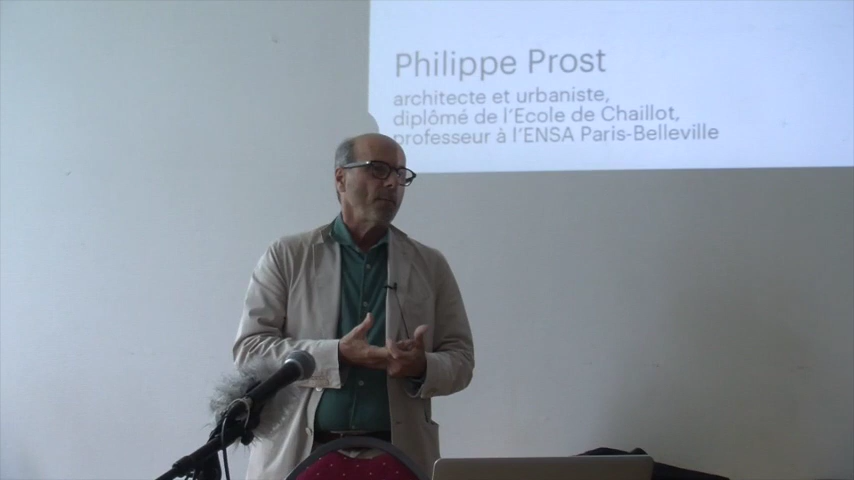 Philippe Prost
architecte et urbaniste,
diplômé de l'Ecole de Chaillot,
professeur à l'ENSA Paris-Belleville